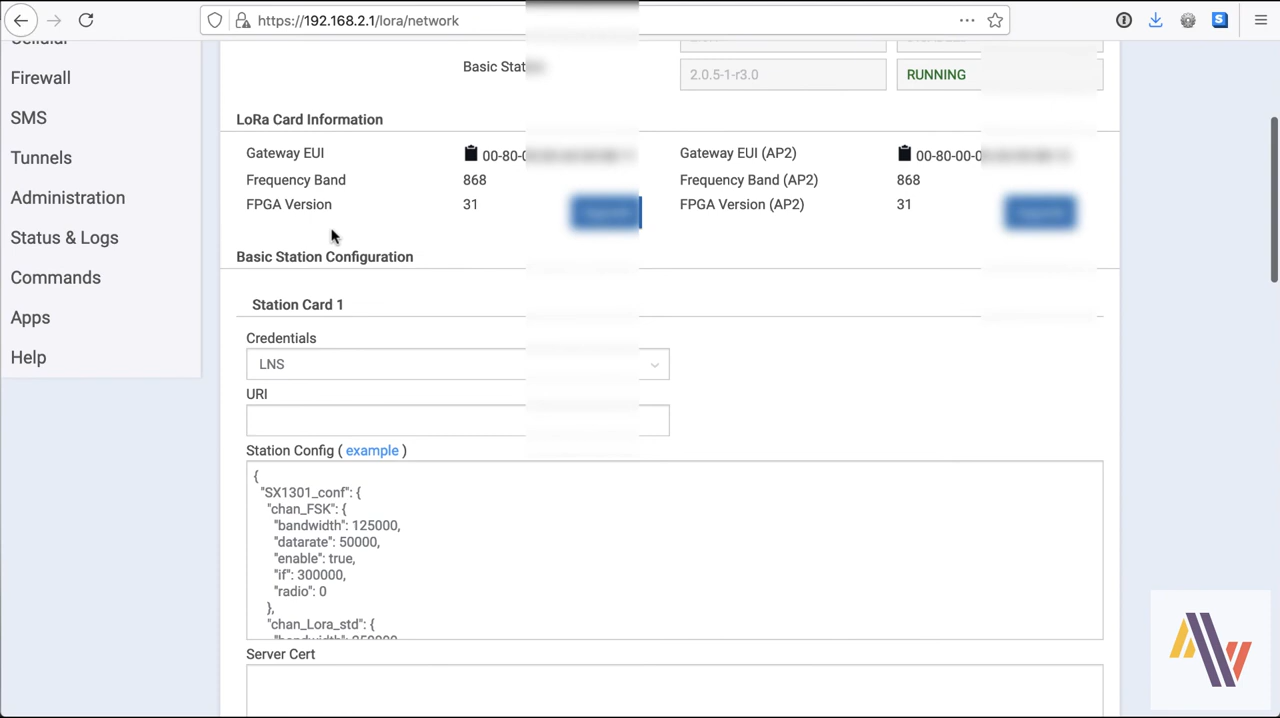 https://192.168.2.1/lora/network
Firewall
SMS
Tunnels
Administration
Status & Logs
Commands
Apps
Help
2.0.5-1-r3.0
RUNNING
LoRa Card Information
Gateway EUI
00-80-0
Gateway EUI (AP2)
00-80-00-0
Frequency Band
868
Frequency Band (AP2)
868
FPGA Version
31
FPGA Version (AP2)
31
Basic Station Configuration
Station Card 1
Credentials
LNS
URI
Station Config ( example )
{
"SX1301_conf": {
"chan_FSK": {
"bandwidth": 125000,
"datarate": 50000,
"enable": true,
"if": 300000,
"radio": 0
},
"chan_Lora_std": {
Server Cert